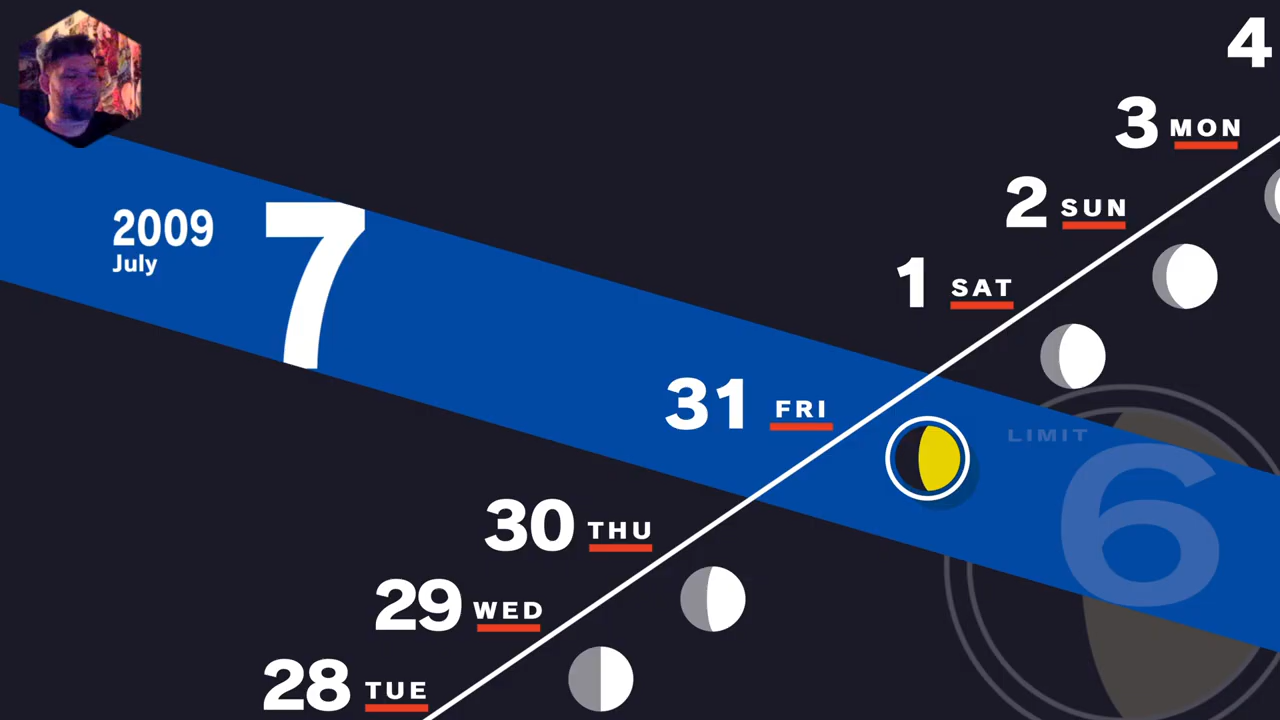 4
3 MON
2 SUN
1 SAT
2009
July
7
31 FRI
LIMIT
6
30 THU
29 WED
28 TUE